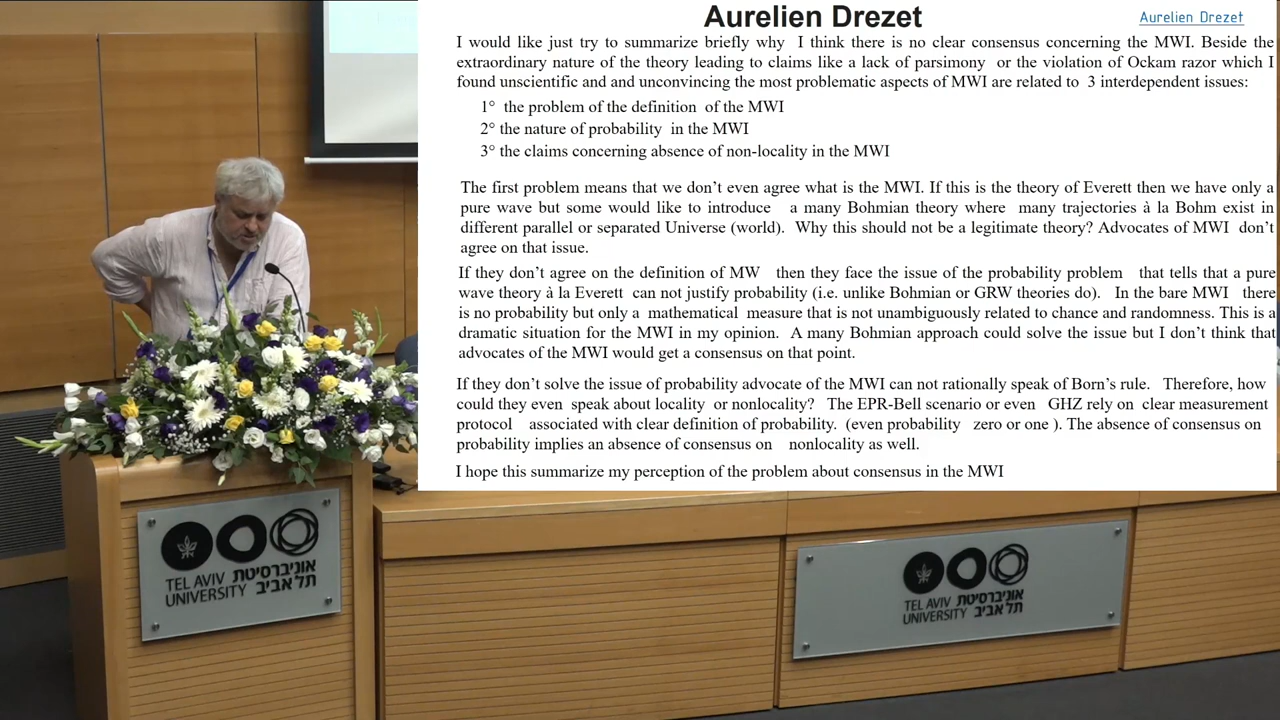 Aurelien Drezet
Aurelien Drezet
I would like just try to summarize briefly why I think there is no clear consensus concerning the MWI. Beside the
extraordinary nature of the theory leading to claims like a lack of parsimony or the violation of Ockam razor which I
found unscientific and and unconvincing the most problematic aspects of MWI are related to 3 interdependent issues:
1° the problem of the definition of the MWI
2° the nature of probability in the MWI
3° the claims concerning absence of non-locality in the MWI
The first problem means that we don't even agree what is the MWI. If this is the theory of Everett then we have only a
pure wave but some would like to introduce a many Bohmian theory where many trajectories à la Bohm exist in
different parallel or separated Universe (world). Why this should not be a legitimate theory? Advocates of MWI don't
agree on that issue.
If they don't agree on the definition of MW then they face the issue of the probability problem that tells that a pure
wave theory à la Everett can not justify probability (i.e. unlike Bohmian or GRW theories do). In the bare MWI there
is no probability but only a mathematical measure that is not unambiguously related to chance and randomness. This is a
dramatic situation for the MWI in my opinion. A many Bohmian approach could solve the issue but I don't think that
advocates of the MWI would get a consensus on that point.
If they don't solve the issue of probability advocate of the MWI can not rationally speak of Born's rule. Therefore, how
could they even speak about locality or nonlocality? The EPR-Bell scenario or even GHZ rely on clear measurement
protocol associated with clear definition of probability. (even probability zero or one ). The absence of consensus on
probability implies an absence of consensus on nonlocality as well.
I hope this summarize my perception of the problem about consensus in the MWI
TEL AVIV אוניברסיטת
UNIVERSITY תל אביב
TEL AVIV אוניברסיטת
UNIVERSITY תל אביב